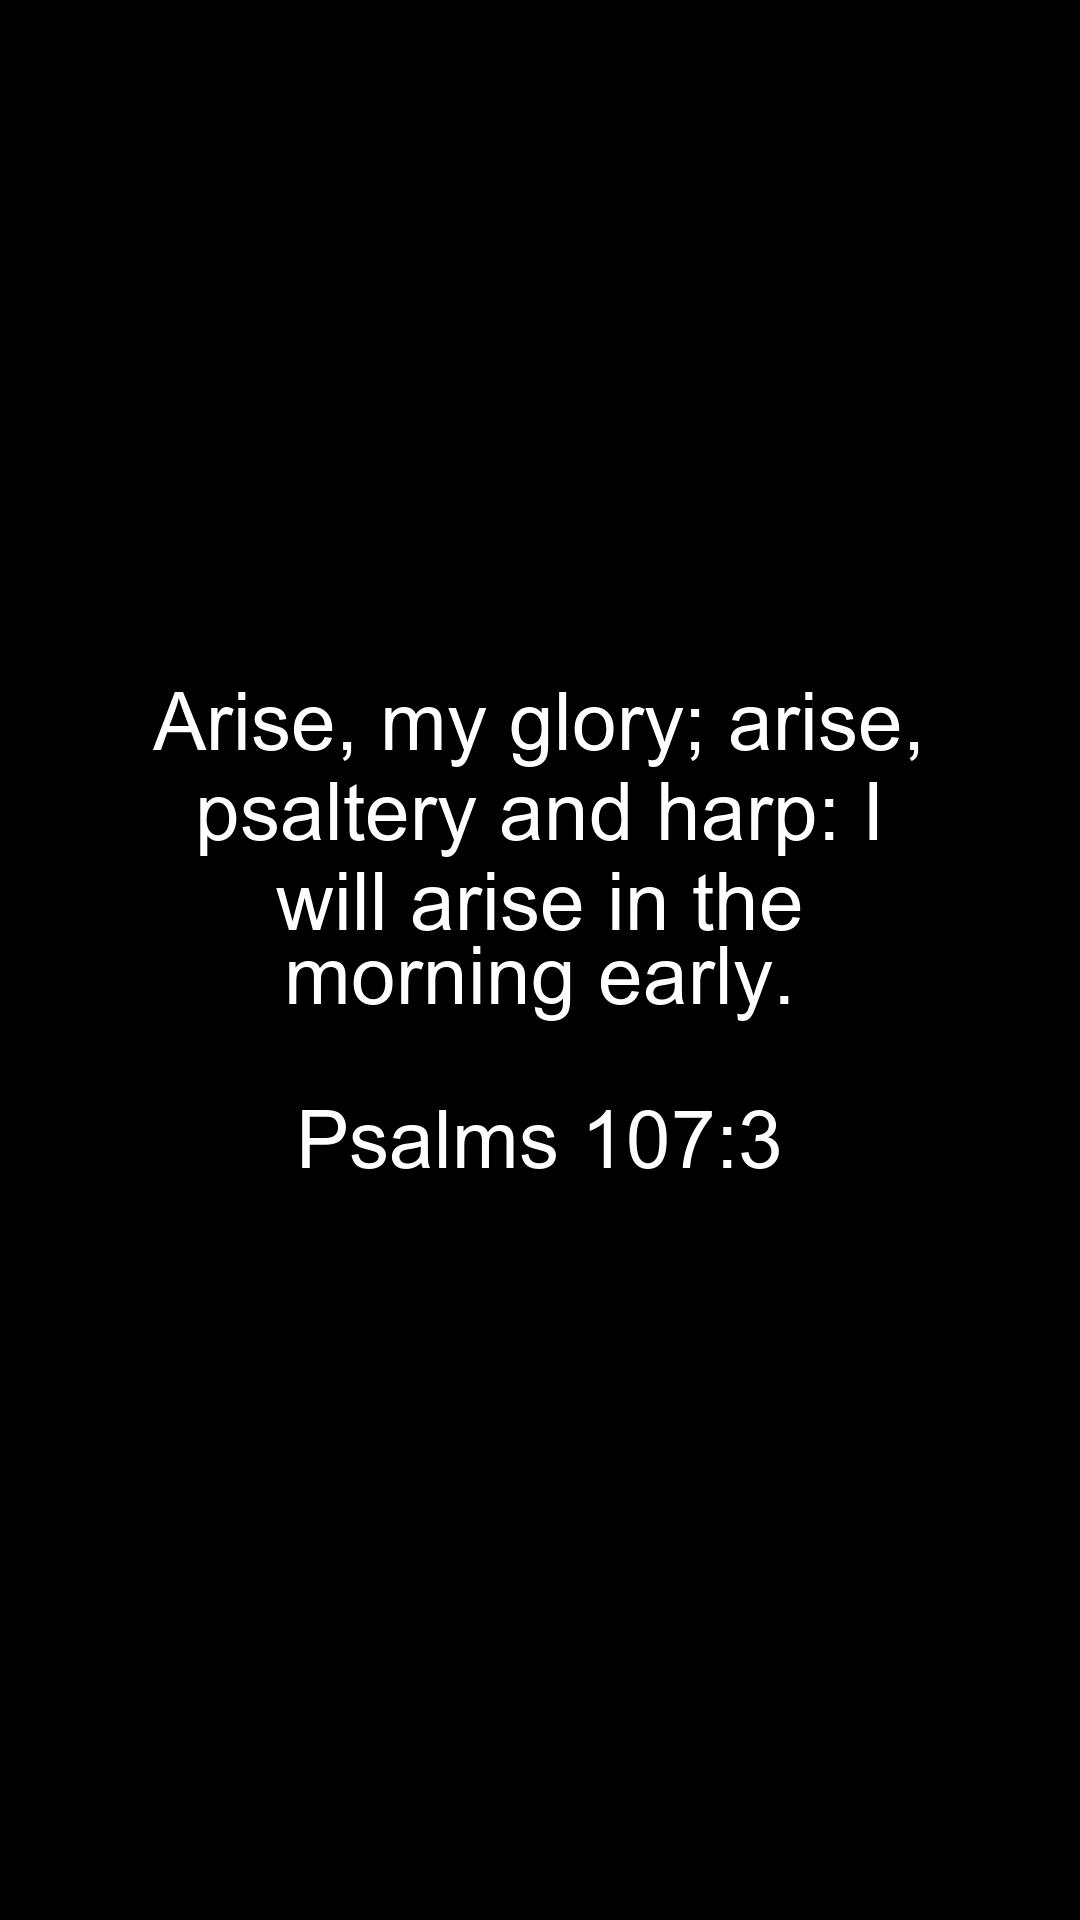 Arise, my glory; arise,
psaltery and harp: I
will arise in the
morning early.
Psalms 107:3